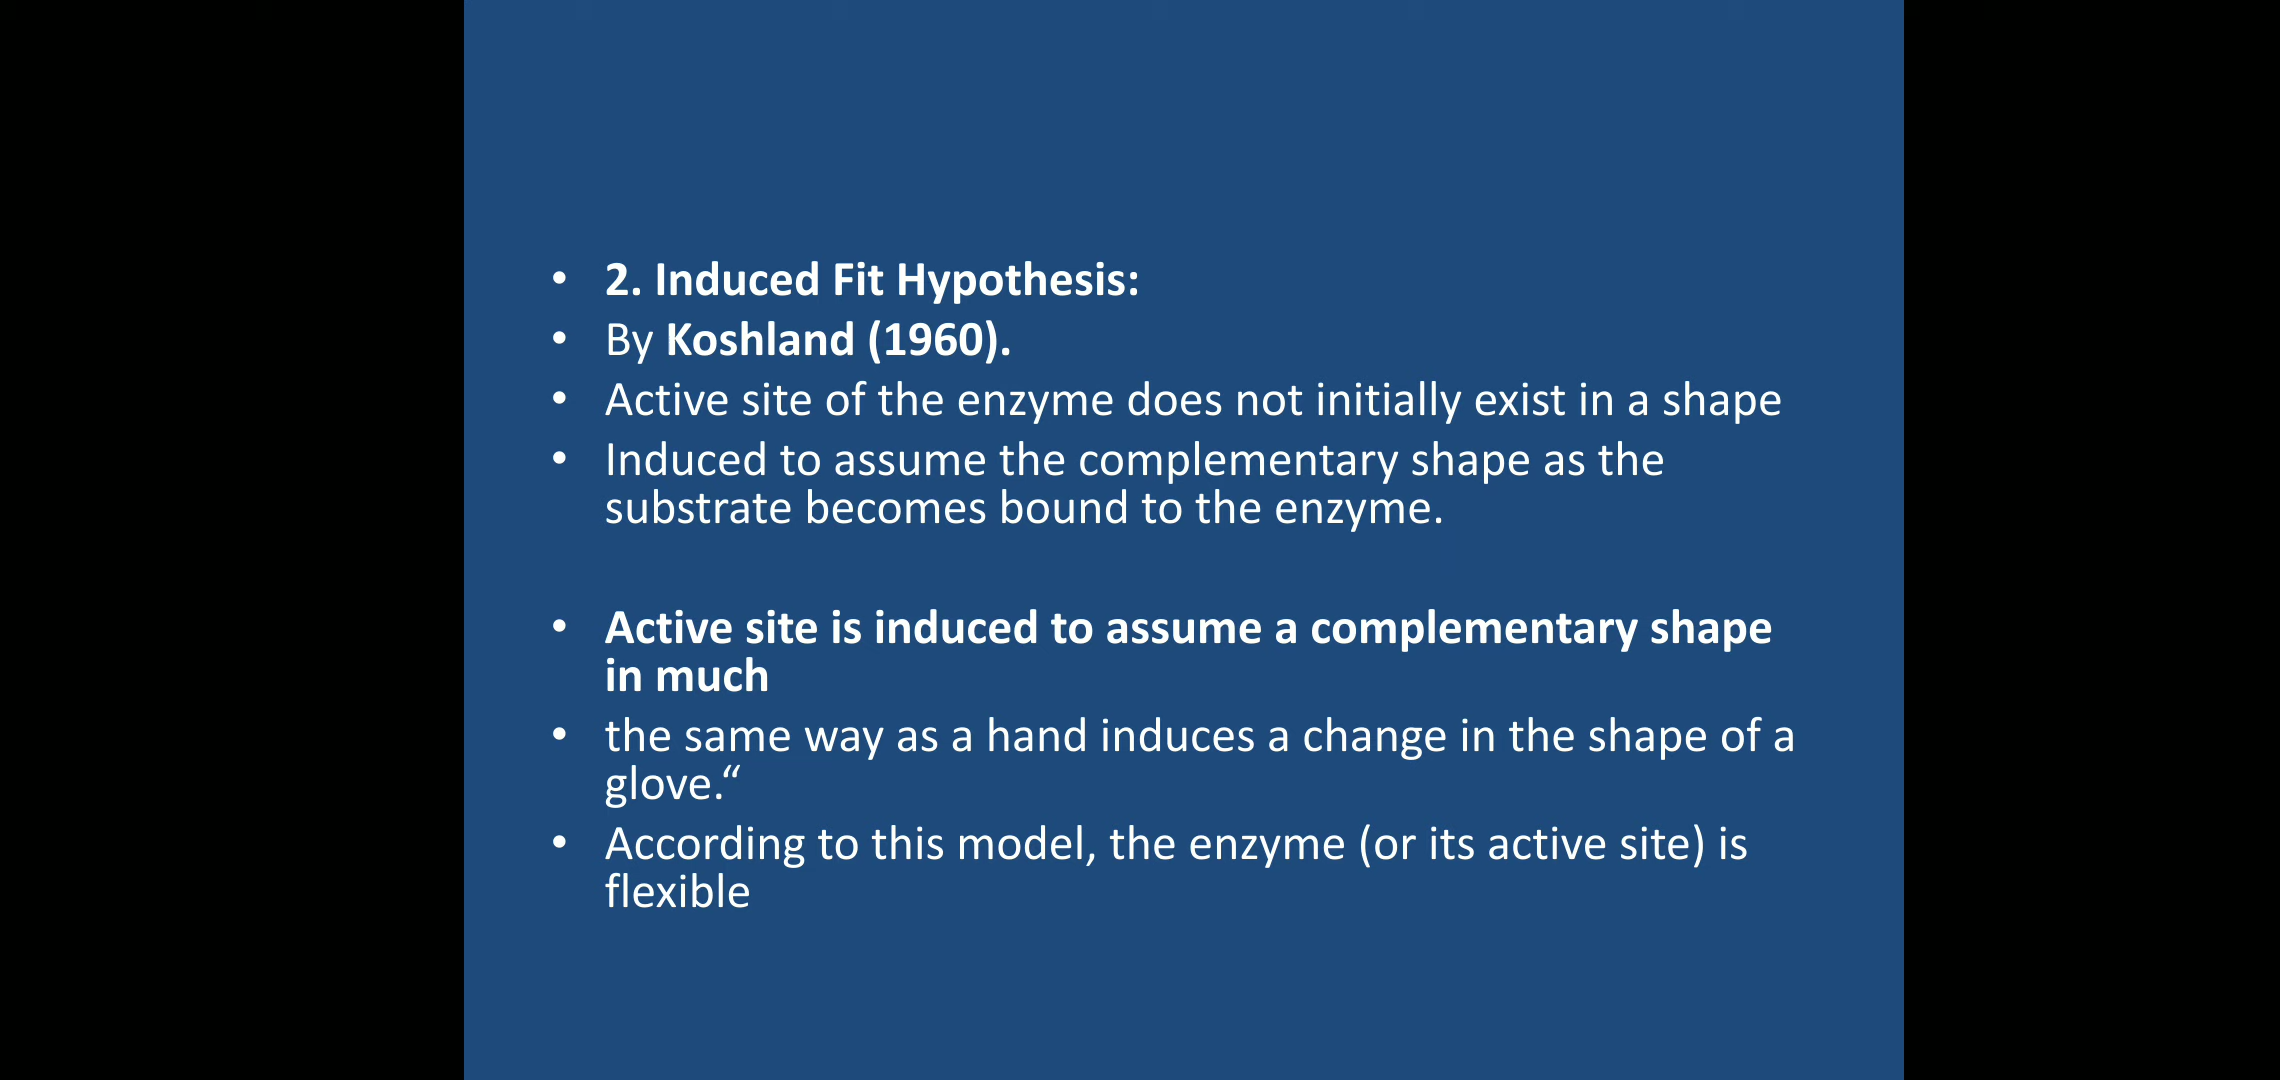 • 2. Induced Fit Hypothesis:
• By Koshland (1960).
• Active site of the enzyme does not initially exist in a shape
• Induced to assume the complementary shape as the
substrate becomes bound to the enzyme.
• Active site is induced to assume a complementary shape
in much
• the same way as a hand induces a change in the shape of a
glove.“
• According to this model, the enzyme (or its active site) is
flexible